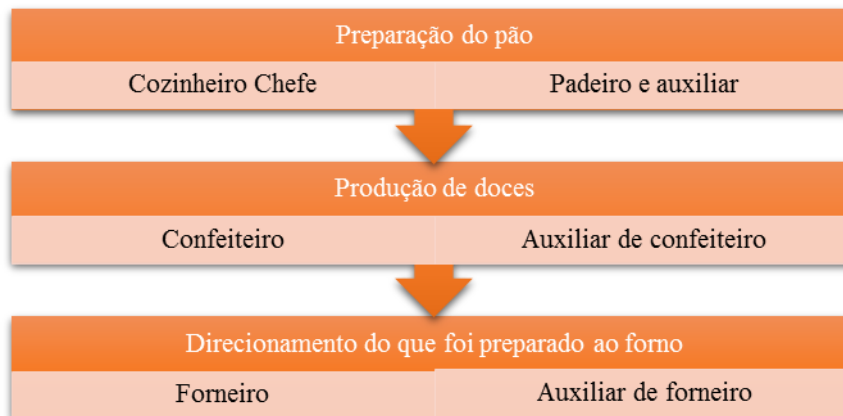 Preparação do pão
Cozinheiro Chefe Padeiro e auxiliar
Produção de doces
Confeiteiro Auxiliar de confeiteiro
Direcionamento do que foi preparado ao forno
Forneiro Auxiliar de forneiro